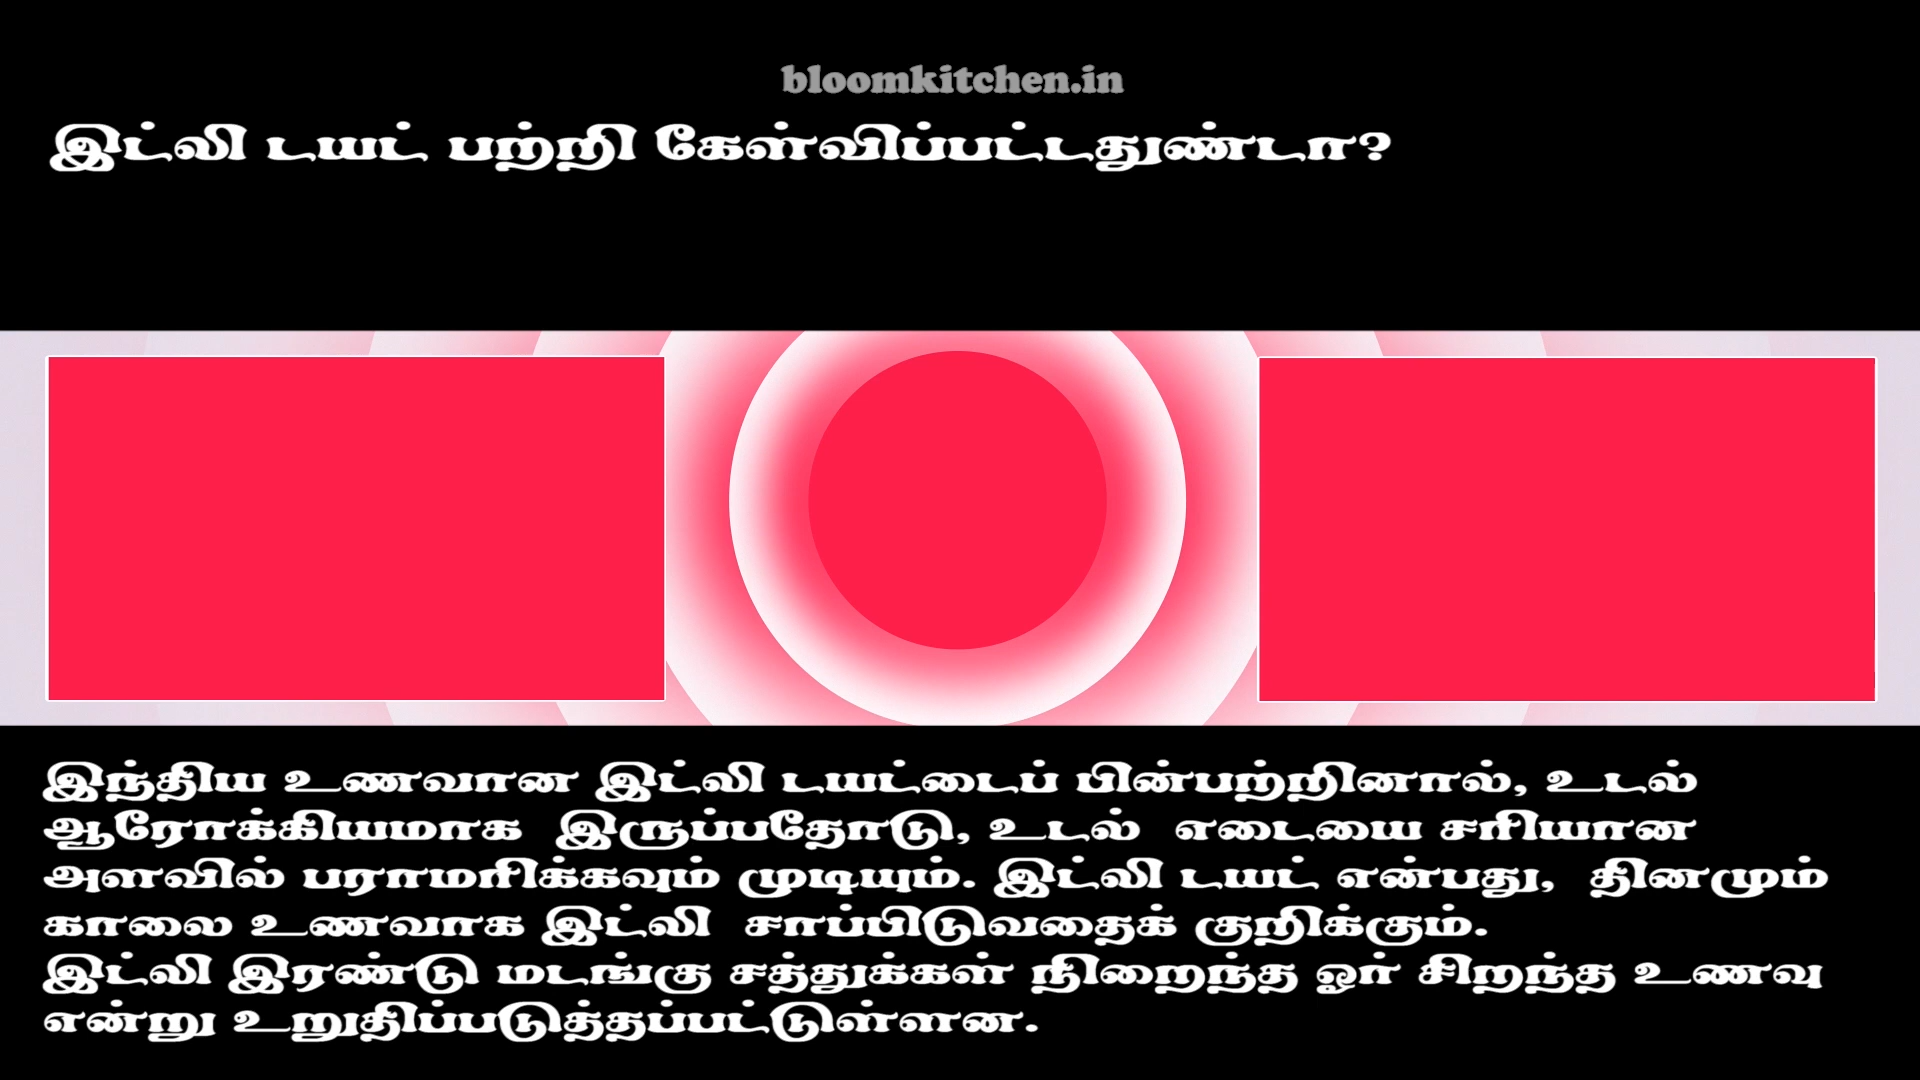 bloomkitchen.in
இட்லி டயட் பற்றி கேள்விப்பட்டதுண்டா?
இந்திய உணவான இட்லி டயட்டைப் பின்பற்றினால், உடல்
ஆரோக்கியமாக இருப்பதோடு, உடல் எடையை சரியான
அளவில் பராமரிக்கவும் முடியும். இட்லி டயட் என்பது, தினமும்
காலை உணவாக இட்லி சாப்பிடுவதைக் குறிக்கும்.
இட்லி இரண்டு மடங்கு சத்துக்கள் நிறைந்த ஓர் சிறந்த உணவு
என்று உறுதிப்படுத்தப்பட்டுள்ளன.